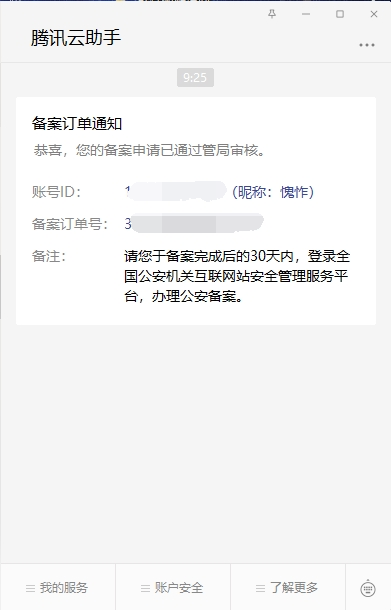 腾讯云助手
9:25
备案订单通知
恭喜，您的备案申请已通过管局审核。
账号ID： 1 （昵称：愧怍）
备案订单号： 3
备注： 请您于备案完成后的30天内，登录全
国公安机关互联网站安全管理服务平
台，办理公安备案。
我的服务 账户安全 了解更多